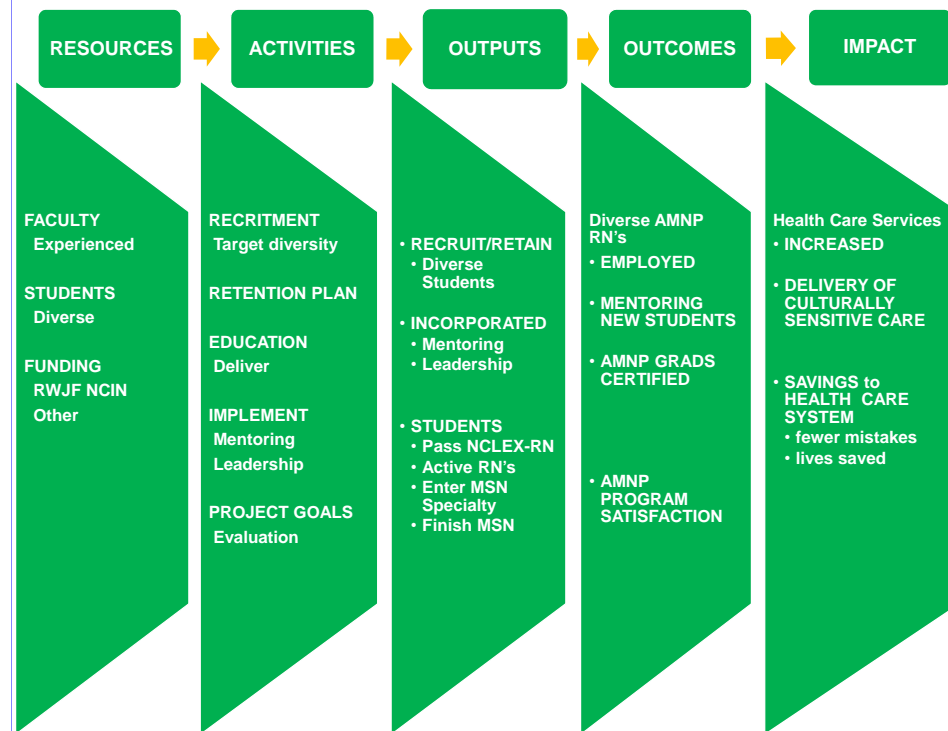 RESOURCES
ACTIVITIES
OUTPUTS
OUTCOMES
IMPACT
FACULTY
Experienced
STUDENTS
Diverse
FUNDING
RWJF NCIN
Other
RECRITMENT
Target diversity
RETENTION PLAN
EDUCATION
Deliver
IMPLEMENT
Mentoring
Leadership
PROJECT GOALS
Evaluation
• RECRUIT/RETAIN
• Diverse
Students
• INCORPORATED
• Mentoring
• Leadership
• STUDENTS
• Pass NCLEX-RN
• Active RN's
• Enter MSN
Specialty
• Finish MSN
Diverse AMNP
RN's
• EMPLOYED
• MENTORING
NEW STUDENTS
• AMNP GRADS
CERTIFIED
• AMNP
PROGRAM
SATISFACTION
Health Care Services
• INCREASED
• DELIVERY OF
CULTURALLY
SENSITIVE CARE
• SAVINGS to
HEALTH CARE
SYSTEM
• fewer mistakes
• lives saved